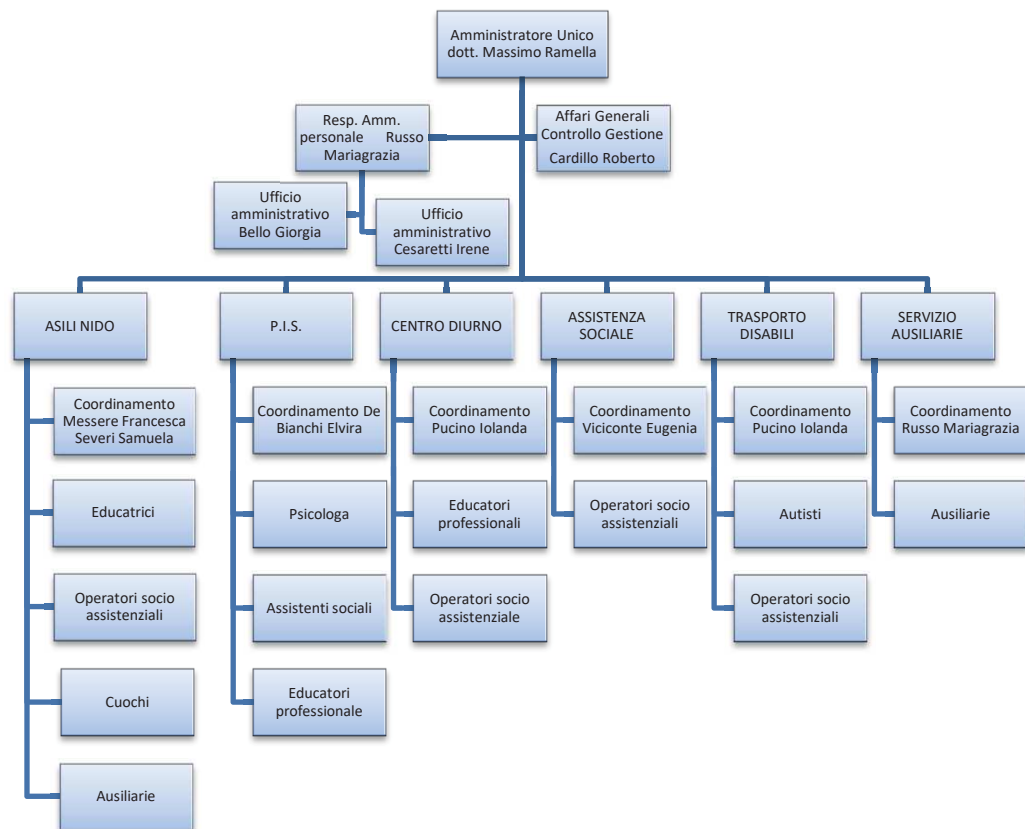 Amministratore Unico
dott. Massimo Ramella
Resp. Amm.
personale Russo
Mariagrazia
Affari Generali
Controllo Gestione
Cardillo Roberto
Ufficio
amministrativo
Bello Giorgia
Ufficio
amministrativo
Cesaretti Irene
ASILI NIDO
P.I.S.
CENTRO DIURNO
ASSISTENZA
SOCIALE
TRASPORTO
DISABILI
SERVIZIO
AUSILIARIE
Coordinamento
Messere Francesca
Severi Samuela
Coordinamento De
Bianchi Elvira
Coordinamento
Pucino Iolanda
Coordinamento
Viciconte Eugenia
Coordinamento
Pucino Iolanda
Coordinamento
Russo Mariagrazia
Educatrici
Psicologa
Educatori
professionali
Operatori socio
assistenziali
Autisti
Ausiliarie
Operatori socio
assistenziali
Assistenti sociali
Operatori socio
assistenziale
Operatori socio
assistenziali
Cuochi
Educatori
professionale
Ausiliarie